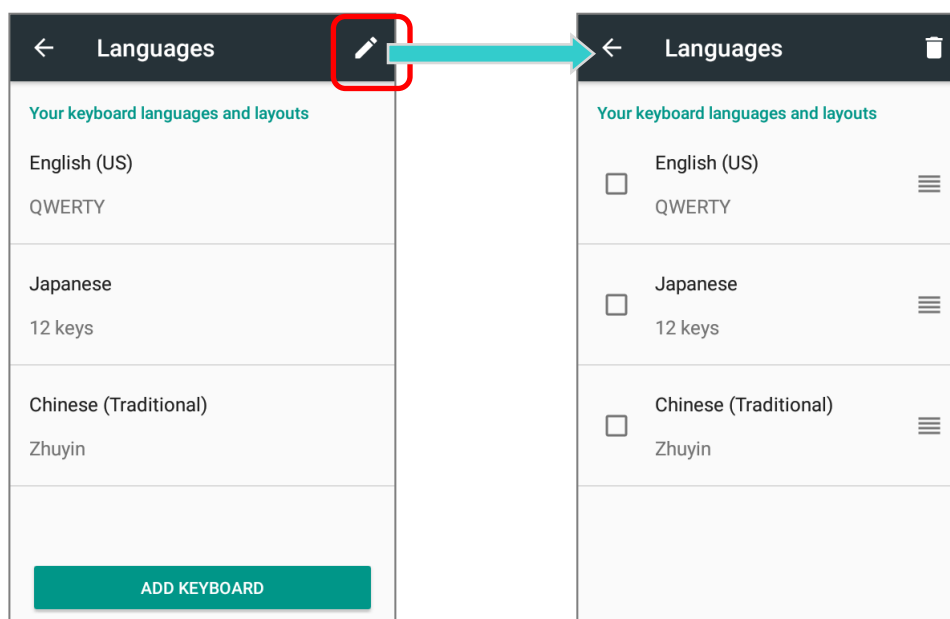 Languages
Your keyboard languages and layouts
English (US)
QWERTY
Japanese
12 keys
Chinese (Traditional)
Zhuyin
ADD KEYBOARD
Languages
Your keyboard languages and layouts
English (US)
QWERTY
Japanese
12 keys
Chinese (Traditional)
Zhuyin